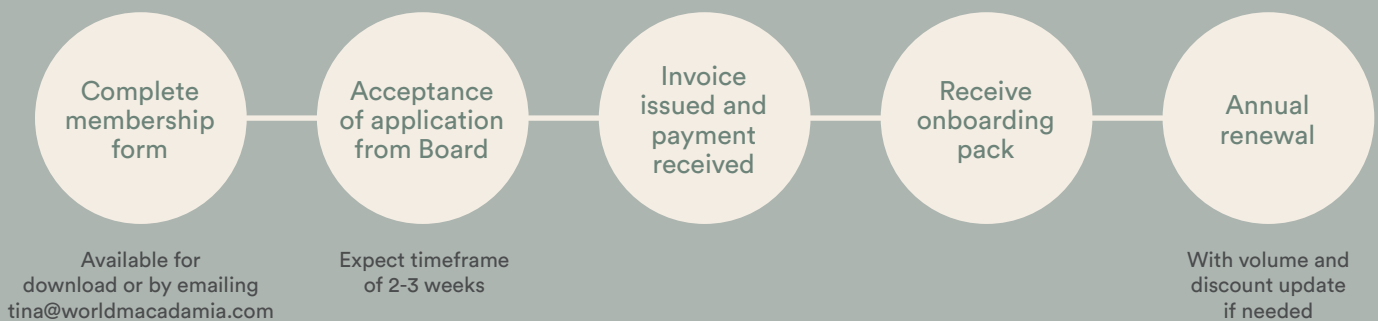 Complete
membership
form
Acceptance
of application
from Board
Invoice
issued and
payment
received
Receive
onboarding
pack
Annual
renewal
Available for
download or by emailing
tina@worldmacadamia.com
Expect timeframe
of 2-3 weeks
With volume and
discount update
if needed